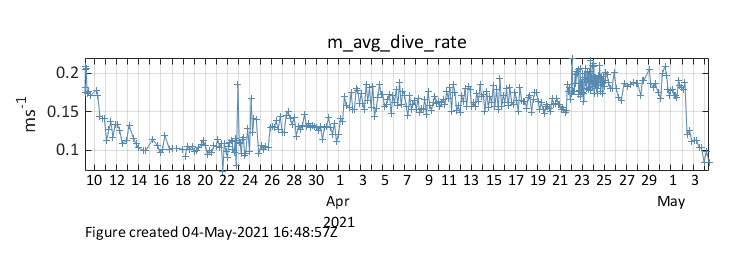 m_avg_dive_rate
0.2
0.15
0.1
ms⁻¹
10 12 14 16 18 20 22 24 26 28 30 1 3 5 7 9 11 13 15 17 19 21 23 25 27 29 1 3
Apr May
2021
Figure created 04-May-2021 16:48:57Z